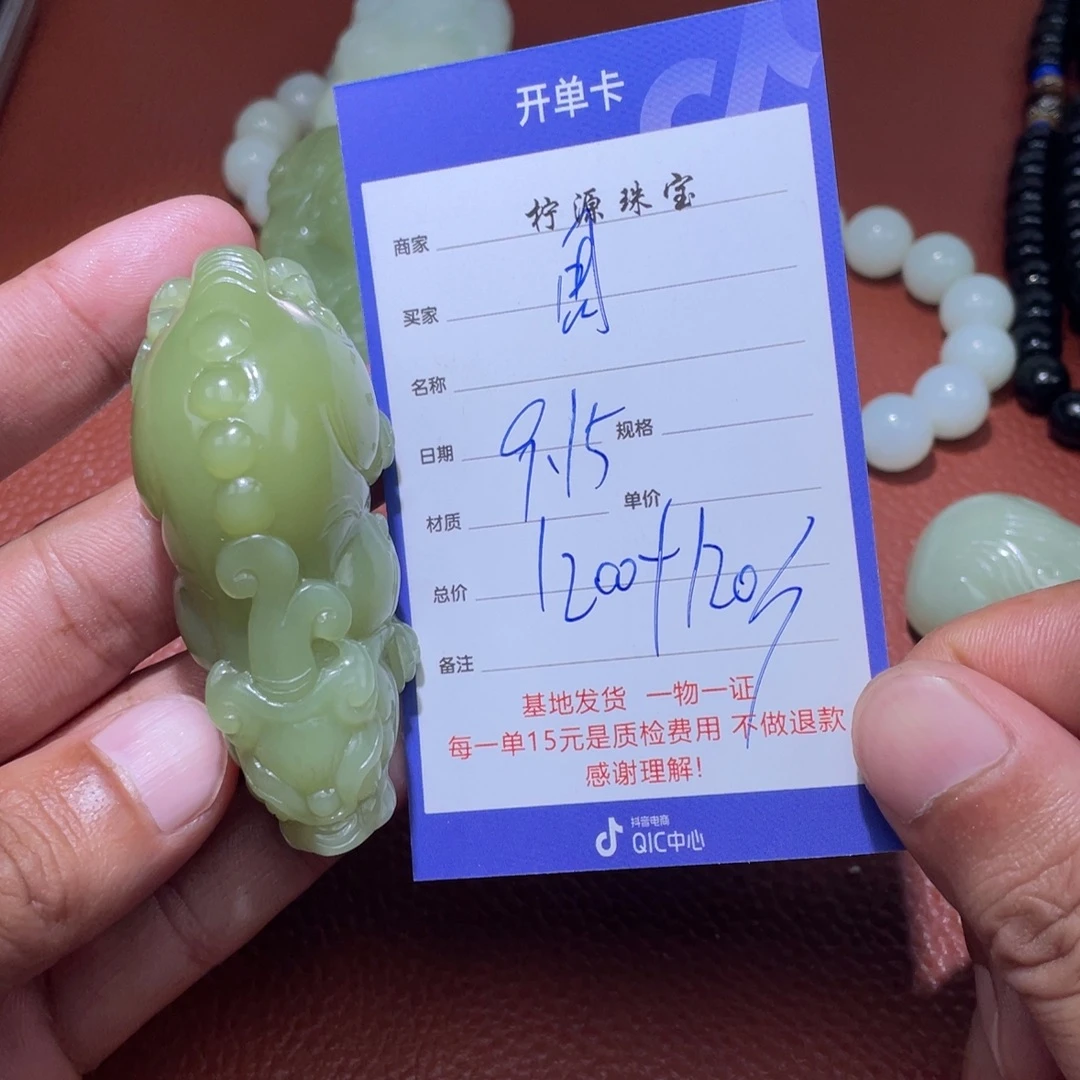 开单卡
商家 柠源珠宝
买家 周
名称
日期 9.15 规格
材质 单价
总价 1200+120
备注
基地发货 一物一证
每一单15元是质检费用 不做退款
感谢理解!
抖音电商
QIC中心